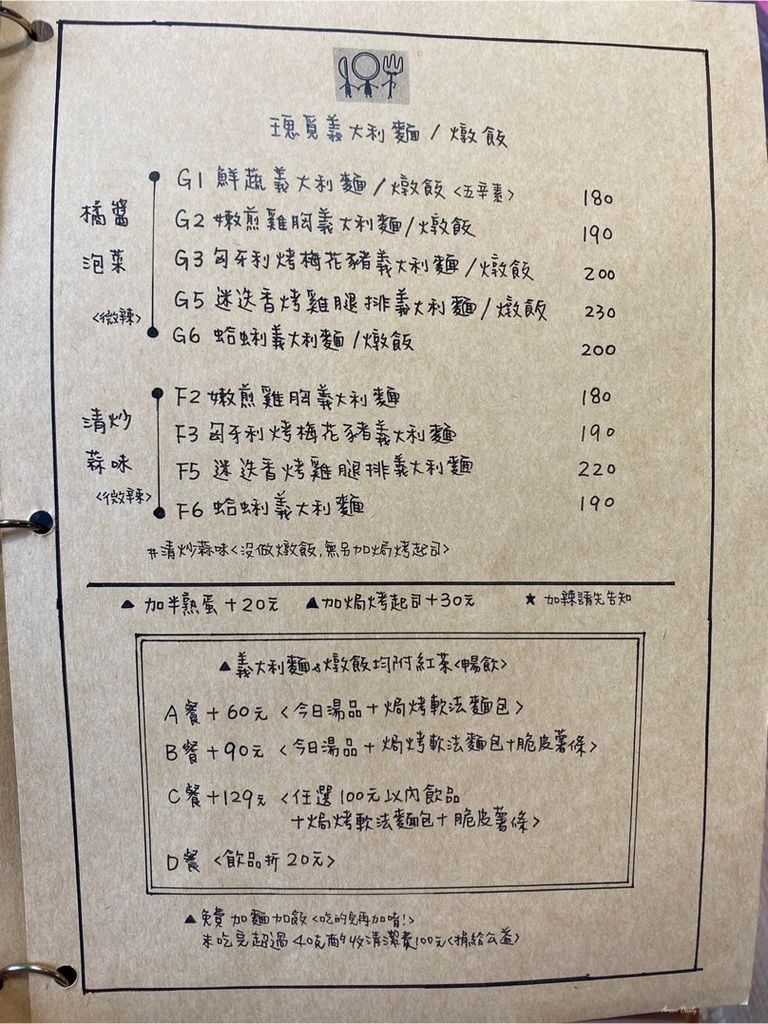 瑰覓義大利麵/燉飯
橘醬
泡菜
<微辣>
G1 鮮蔬義大利麵/燉飯<五辛素> 180
G2 嫩煎雞胸義大利麵/燉飯 190
G3 匈牙利烤梅花豬義大利麵/燉飯 200
G5 迷迭香烤雞腿排義大利麵/燉飯 230
G6 蛤蜊義大利麵/燉飯 200
清炒
蒜味
<微辣>
F2 嫩煎雞胸義大利麵 180
F3 匈牙利烤梅花豬義大利麵 190
F5 迷迭香烤雞腿排義大利麵 220
F6 蛤蜊義大利麵 190
#清炒蒜味<沒做燉飯,無另加焗烤起司>
▲加半熟蛋+20元 ▲加焗烤起司+30元 ★加辣請先告知
▲義大利麵&燉飯均附紅茶<暢飲>
A餐+60元<今日湯品+焗烤軟法麵包>
B餐+90元<今日湯品+焗烤軟法麵包+脆皮薯條>
C餐+129元<任選100元以內飲品
+焗烤軟法麵包+脆皮薯條>
D餐<飲品折20元>
▲免費加麵加飯<吃的完再加唷!>
未吃完超過40克酌收清潔費100元<捐給公益>